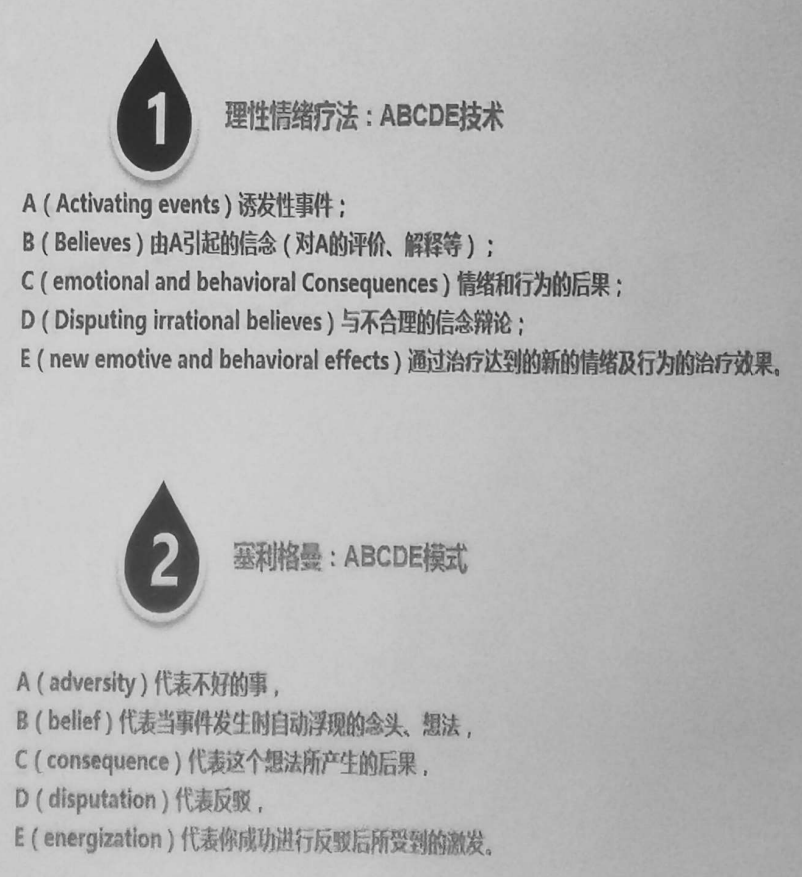 1
理性情绪疗法：ABCDE技术
A（Activating events）诱发性事件；
B（Believes）由A引起的信念（对A的评价、解释等）；
C（emotional and behavioral Consequences）情绪和行为的后果；
D（Disputing irrational believes）与不合理的信念辩论；
E（new emotive and behavioral effects）通过治疗达到的新的情绪及行为的治疗效果。
2
塞利格曼：ABCDE模式
A（adversity）代表不好的事，
B（belief）代表当事件发生时自动浮现的念头、想法，
C（consequence）代表这个想法所产生的后果，
D（disputation）代表反驳，
E（energization）代表你成功进行反驳后所受到的激发。